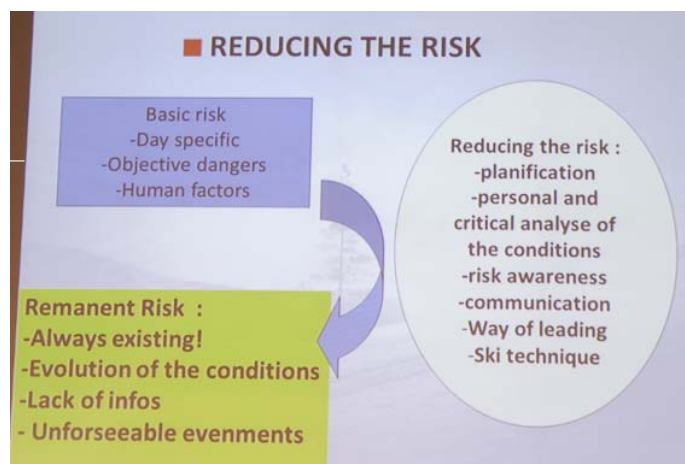 REDUCING THE RISK
Basic risk
-Day specific
-Objective dangers
-Human factors
Reducing the risk :
-planification
-personal and
critical analyse of
the conditions
-risk awareness
-communication
-Way of leading
-Ski technique
Remanent Risk :
-Always existing!
-Evolution of the conditions
-Lack of infos
- Unforseeable evenments